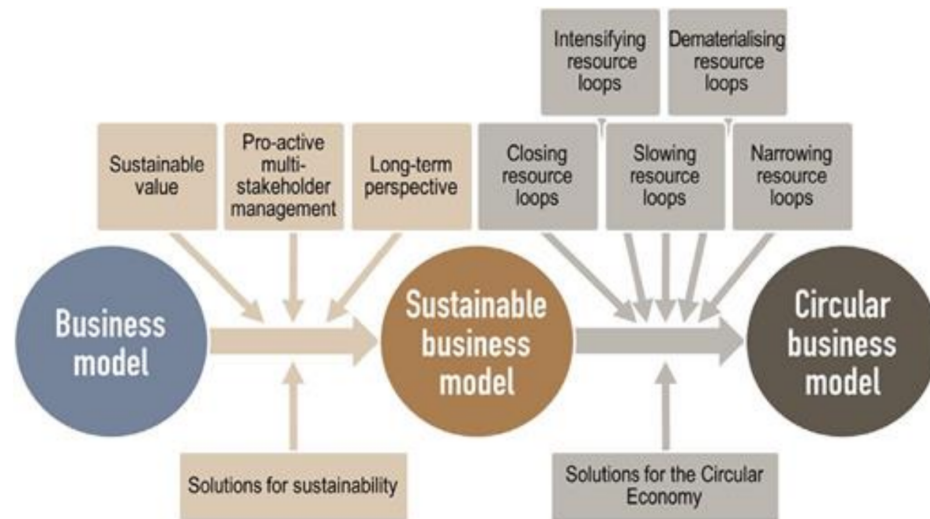 Intensifying
resource
loops
Dematerialising
resource
loops
Sustainable
value
Pro-active
multi-
stakeholder
management
Long-term
perspective
Closing
resource
loops
Slowing
resource
loops
Narrowing
resource
loops
Business
model
Sustainable
business
model
Circular
business
model
Solutions for sustainability
Solutions for the Circular
Economy